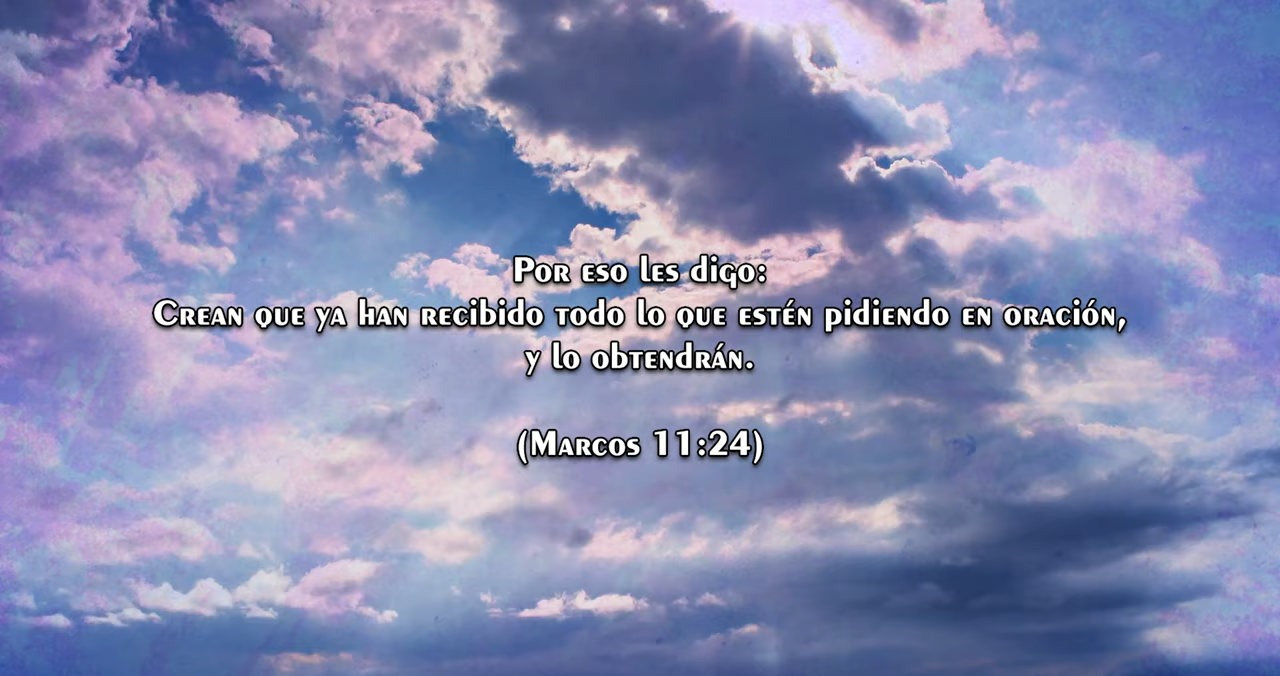 Por eso les digo:
Crean que ya han recibido todo lo que estén pidiendo en oración,
y lo obtendrán.
(Marcos 11:24)